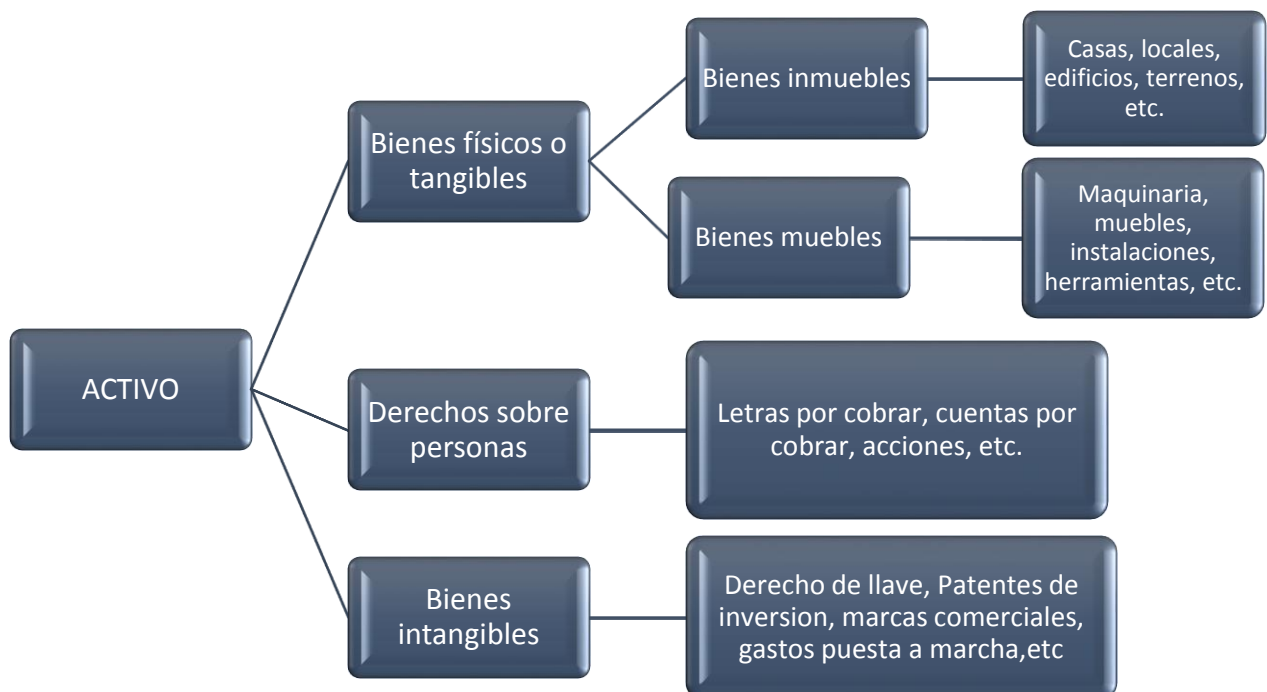 ACTIVO
Bienes físicos o
tangibles
Bienes inmuebles
Casas, locales,
edificios, terrenos,
etc.
Bienes muebles
Maquinaria,
muebles,
instalaciones,
herramientas, etc.
Derechos sobre
personas
Letras por cobrar, cuentas por
cobrar, acciones, etc.
Bienes
intangibles
Derecho de llave, Patentes de
inversion, marcas comerciales,
gastos puesta a marcha,etc